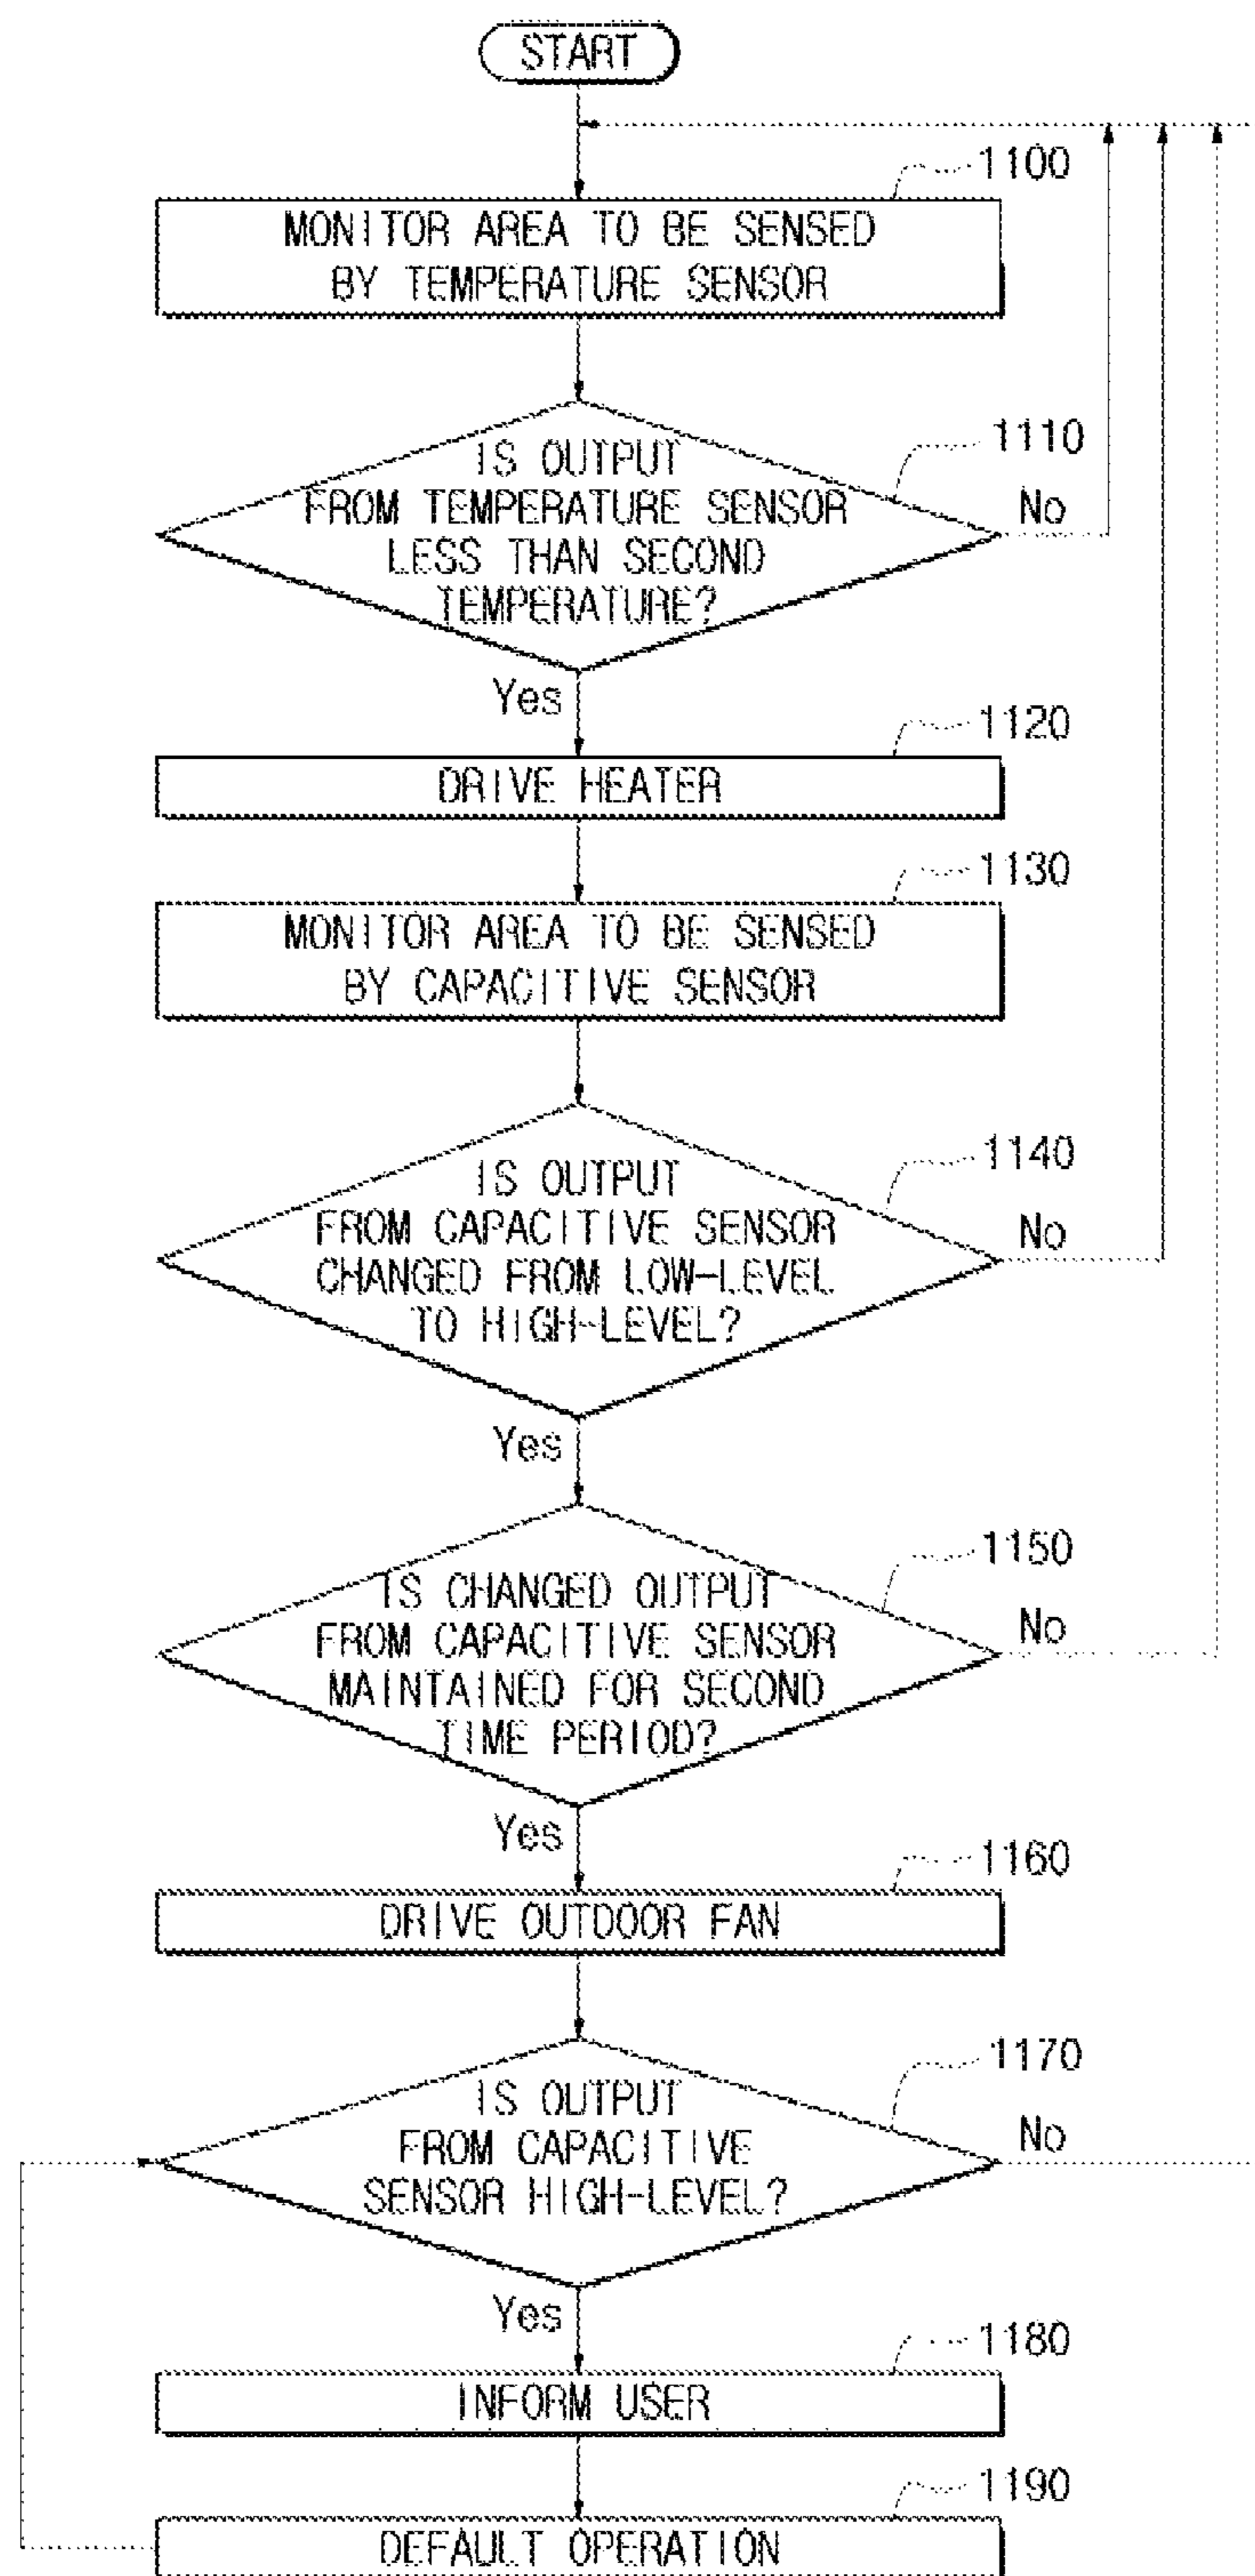 START
1100
MONITOR AREA TO BE SENSED
BY TEMPERATURE SENSOR
1110
IS OUTPUT
FROM TEMPERATURE SENSOR
LESS THAN SECOND
TEMPERATURE?
No
Yes
1120
DRIVE HEATER
1130
MONITOR AREA TO BE SENSED
BY CAPACITIVE SENSOR
1140
IS OUTPUT
FROM CAPACITIVE SENSOR
CHANGED FROM LOW-LEVEL
TO HIGH-LEVEL?
No
Yes
1150
IS CHANGED OUTPUT
FROM CAPACITIVE SENSOR
MAINTAINED FOR SECOND
TIME PERIOD?
No
Yes
1160
DRIVE OUTDOOR FAN
1170
IS OUTPUT
FROM CAPACITIVE
SENSOR HIGH-LEVEL?
No
Yes
1180
INFORM USER
1190
DEFAULT OPERATION